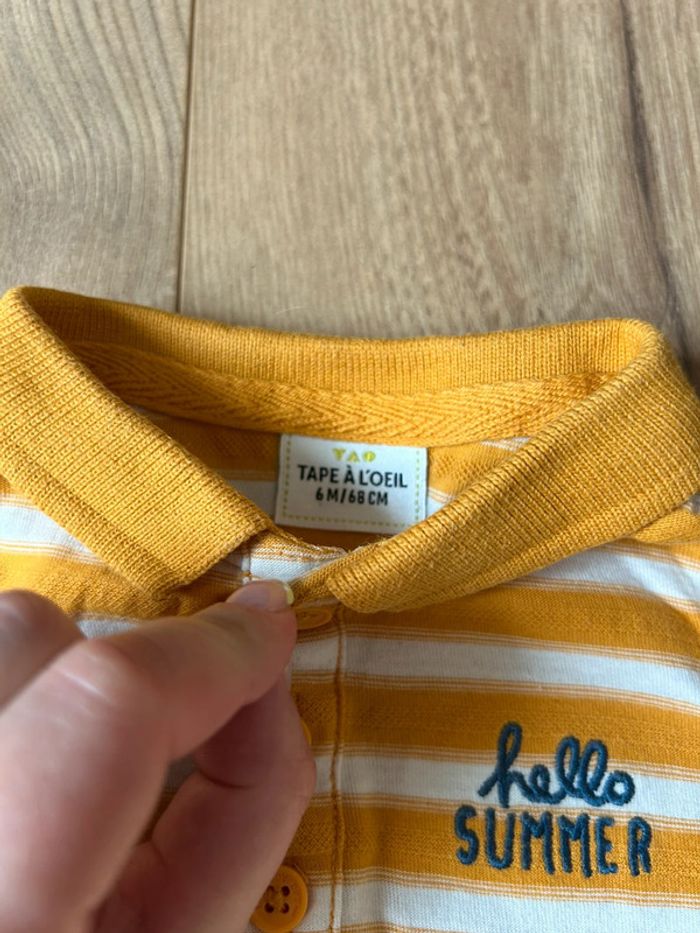 TAO
TAPE À L'OEIL
6M/68CM
hello
SUMMER